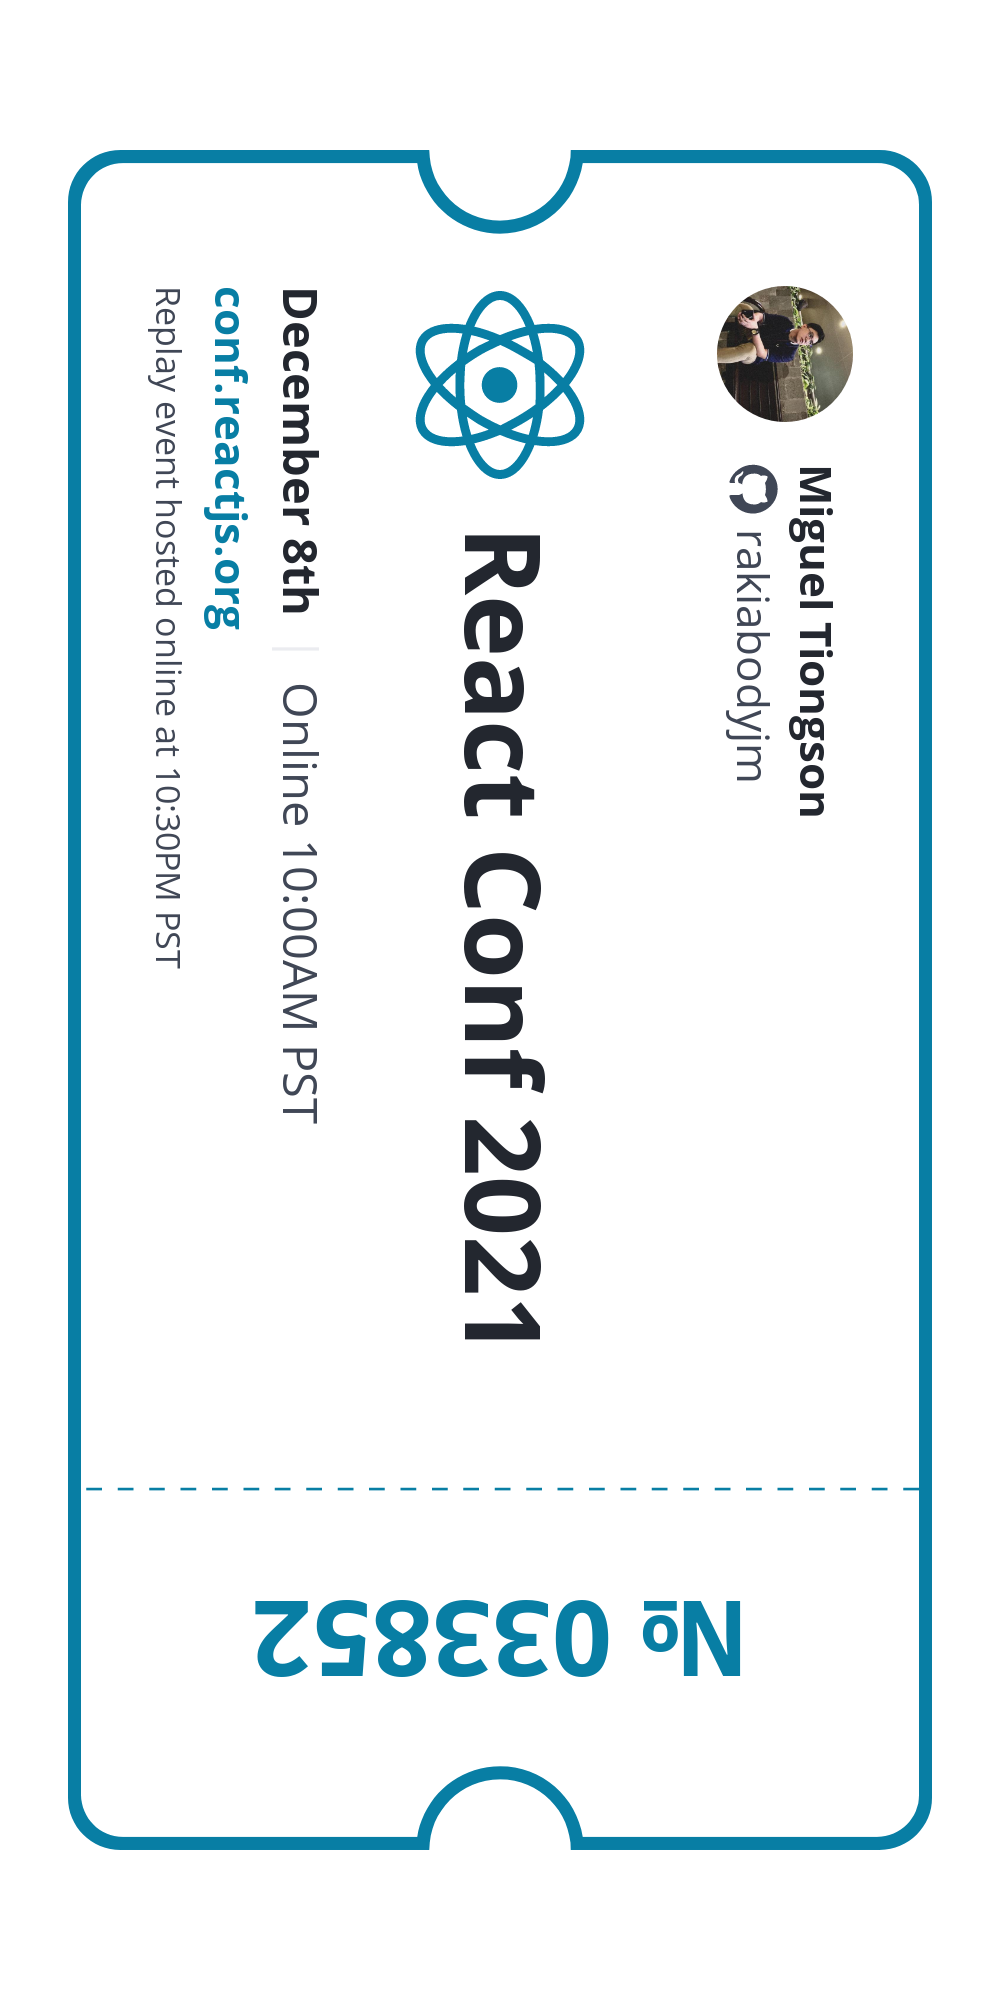 Miguel Tiongson
rakiabodyjm
React Conf 2021
December 8th | Online 10:00AM PST
conf.reactjs.org
Replay event hosted online at 10:30PM PST
№ 033852